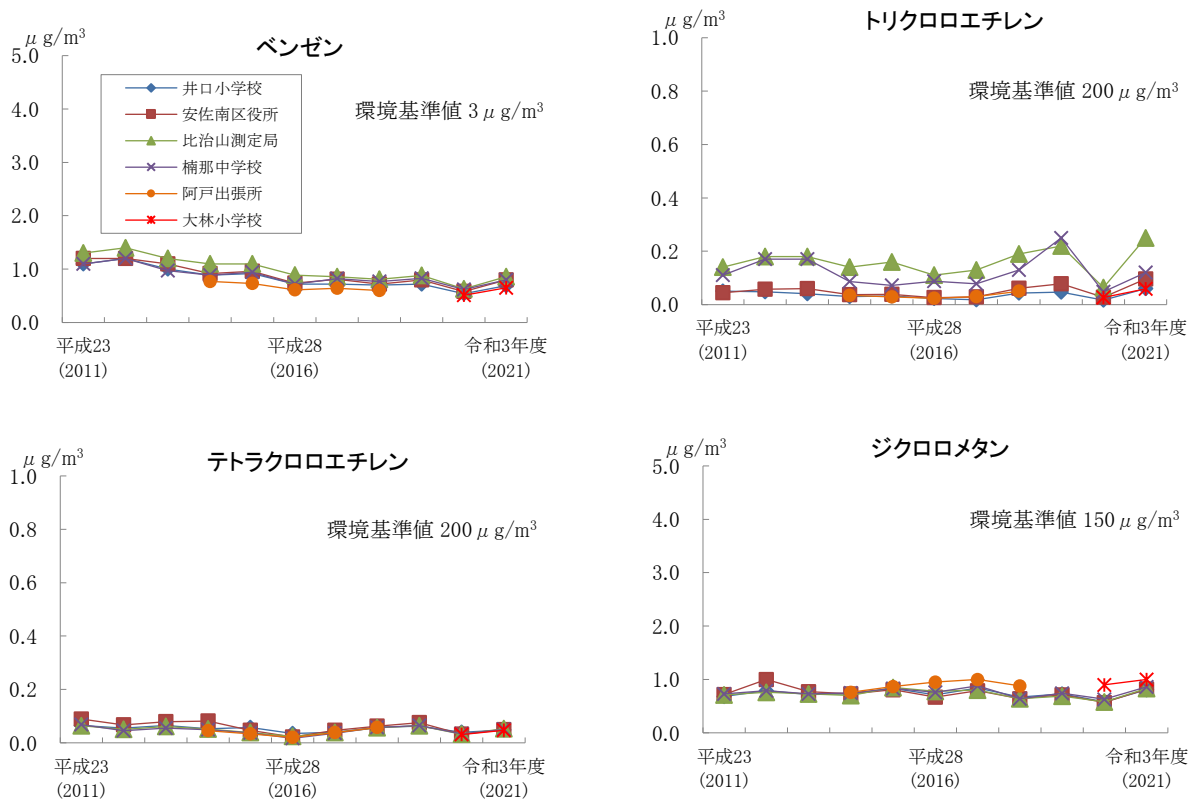 ベンゼン
μg/m³
5.0
4.0
3.0
2.0
1.0
0.0
井口小学校
安佐南区役所
比治山測定局
楠那中学校
阿戸出張所
大林小学校
環境基準値 3μg/m³
平成23
(2011)
平成28
(2016)
令和3年度
(2021)
トリクロロエチレン
μg/m³
1.0
0.8
0.6
0.4
0.2
0.0
環境基準値 200μg/m³
平成23
(2011)
平成28
(2016)
令和3年度
(2021)
テトラクロロエチレン
μg/m³
1.0
0.8
0.6
0.4
0.2
0.0
環境基準値 200μg/m³
平成23
(2011)
平成28
(2016)
令和3年度
(2021)
ジクロロメタン
μg/m³
5.0
4.0
3.0
2.0
1.0
0.0
環境基準値 150μg/m³
平成23
(2011)
平成28
(2016)
令和3年度
(2021)